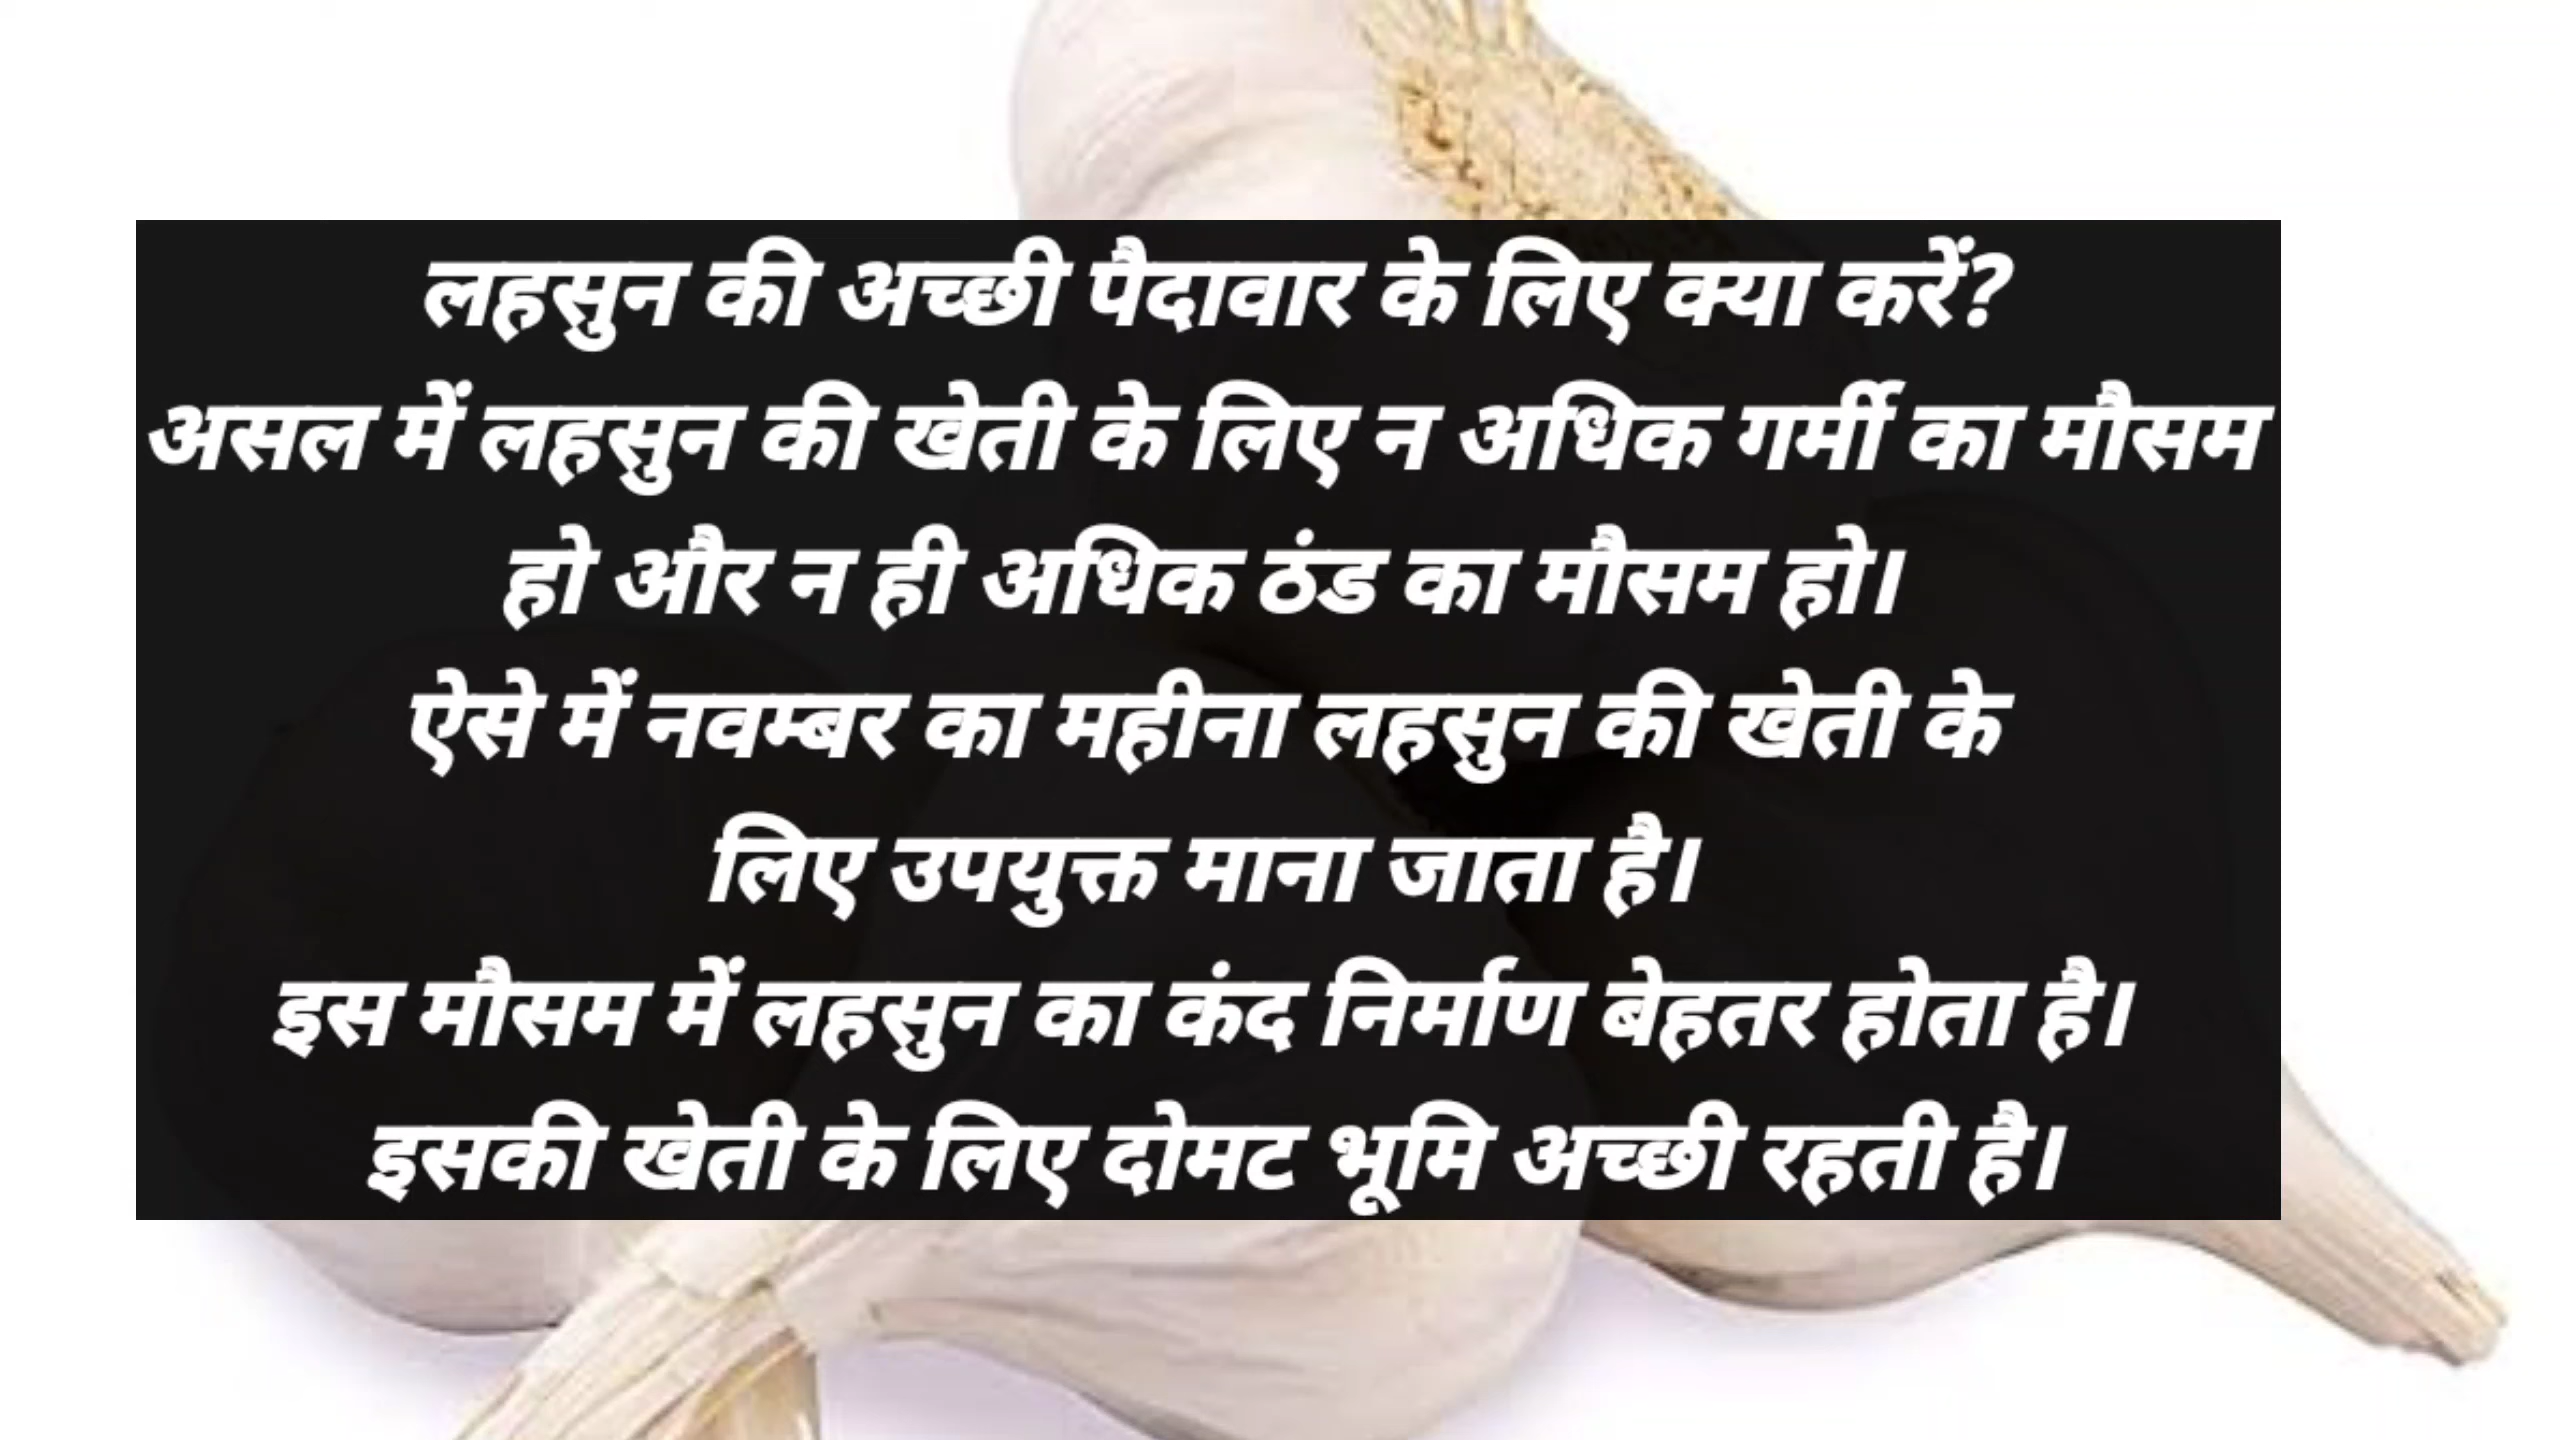 लहसुन की अच्छी पैदावार के लिए क्या करें?
असल में लहसुन की खेती के लिए न अधिक गर्मी का मौसम
हो और न ही अधिक ठंड का मौसम हो।
ऐसे में नवम्बर का महीना लहसुन की खेती के
लिए उपयुक्त माना जाता है।
इस मौसम में लहसुन का कंद निर्माण बेहतर होता है।
इसकी खेती के लिए दोमट भूमि अच्छी रहती है।